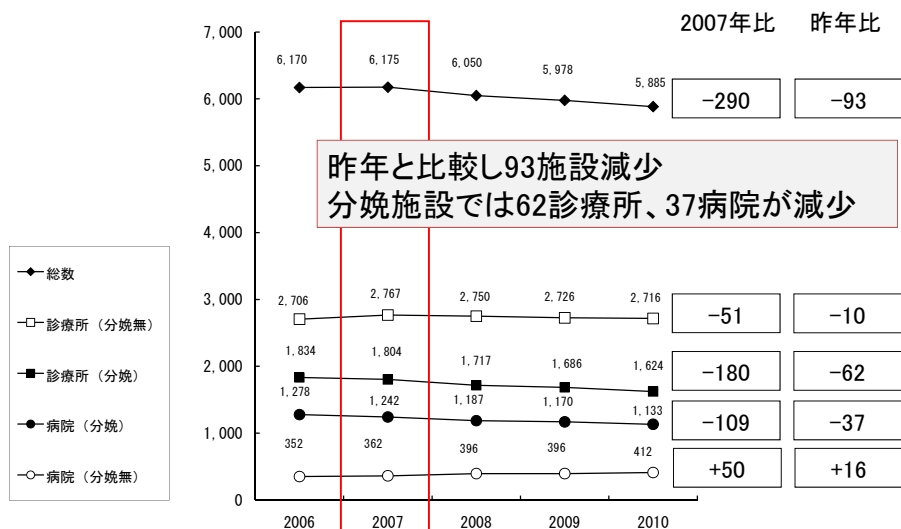 2007年比 昨年比
7,000
6,170 6,175 6,050 5,978 5,885
6,000
-290 -93
5,000
昨年と比較し93施設減少
分娩施設では62診療所、37病院が減少
4,000
総数
3,000
2,706 2,767 2,750 2,726 2,716
-51 -10
診療所（分娩無）
2,000
1,834 1,804 1,717 1,686 1,624
-180 -62
診療所（分娩）
1,278 1,242 1,187 1,170 1,133
-109 -37
病院（分娩）
1,000
352 362 396 396 412
+50 +16
病院（分娩無）
0
2006 2007 2008 2009 2010